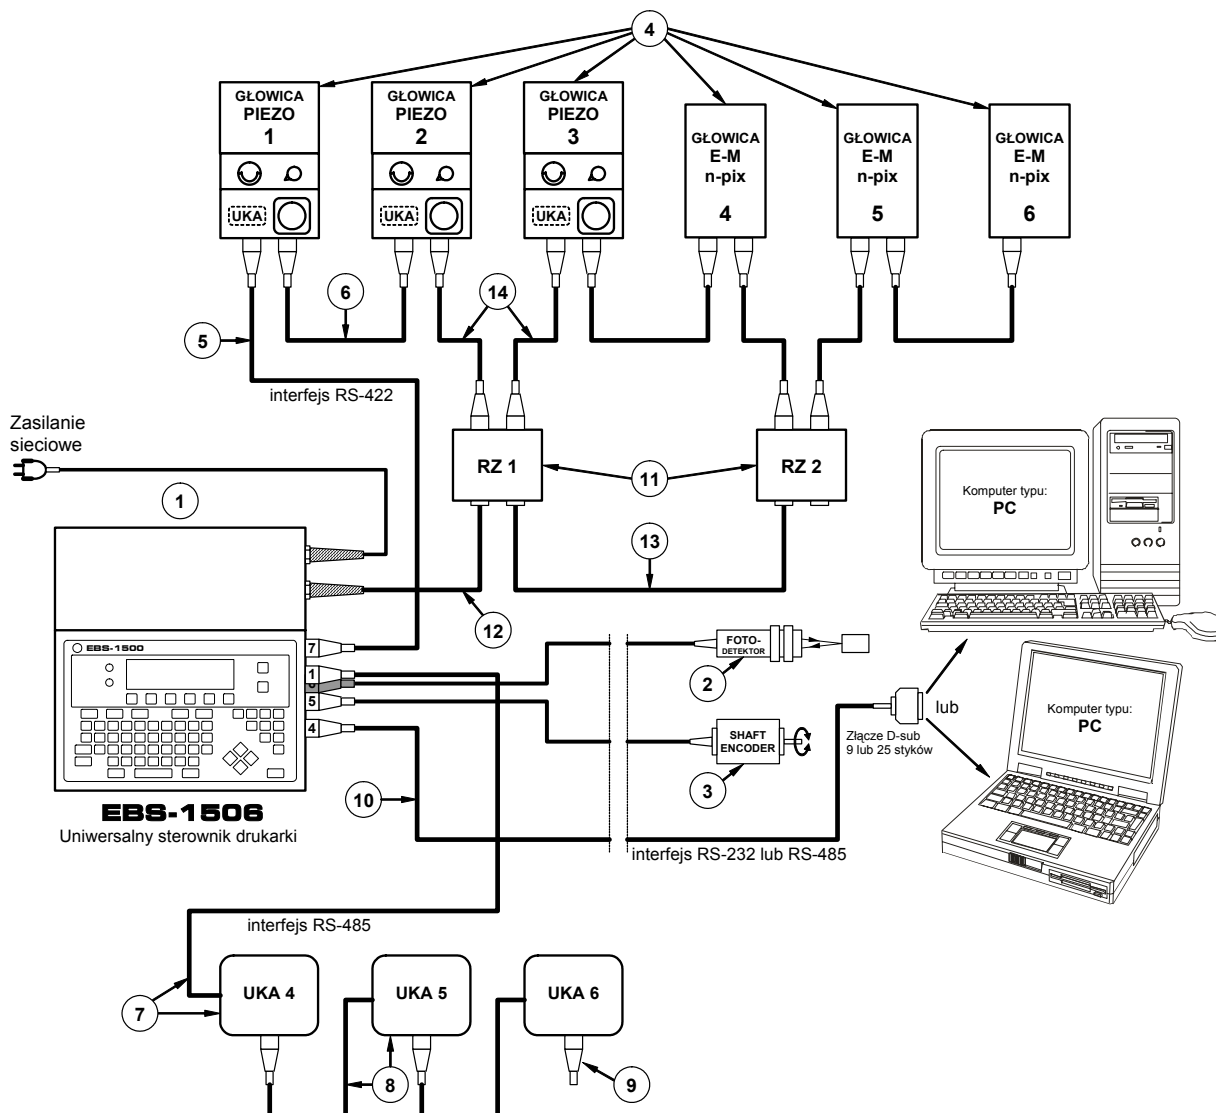 4
GŁOWICA
PIEZO
1
UKA
GŁOWICA
PIEZO
2
UKA
GŁOWICA
PIEZO
3
UKA
GŁOWICA
E-M
n-pix
4
GŁOWICA
E-M
n-pix
5
GŁOWICA
E-M
n-pix
6
5
6
14
interfejs RS-422
Zasilanie
sieciowe
1
RZ 1
11
RZ 2
13
12
Komputer typu:
PC
EBS-1500
7
1
5
4
FOTO-
DETEKTOR
2
SHAFT
ENCODER
3
Złącze D-sub
9 lub 25 styków
lub
Komputer typu:
PC
10
EBS-1506
Uniwersalny sterownik drukarki
interfejs RS-232 lub RS-485
interfejs RS-485
7
UKA 4
UKA 5
UKA 6
8
9